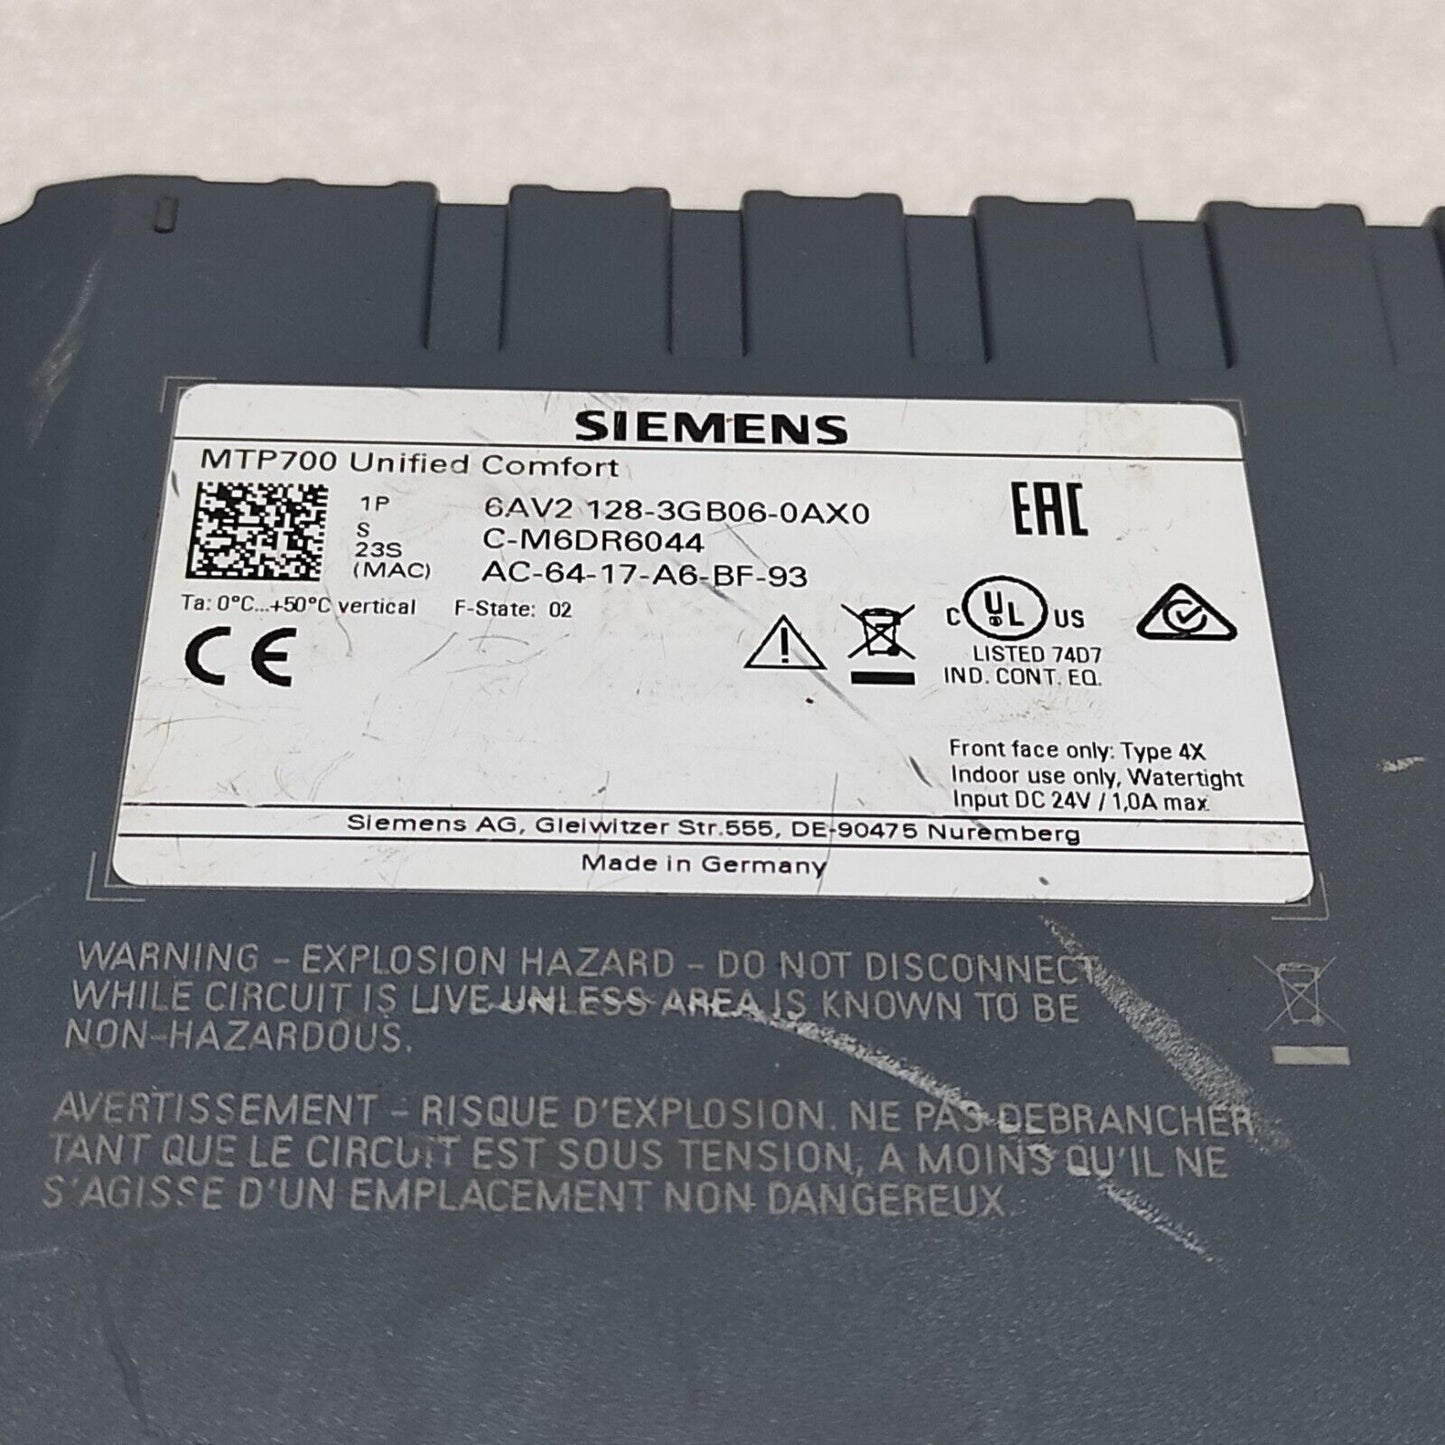 SIEMENS
MTP700 Unified Comfort
1P 6AV2 128-3GB06-0AX0
S C-M6DR6044
23S
(MAC) AC-64-17-A6-BF-93
Ta: 0°C...+50°C vertical F-State: 02
EAC
CE
C UL US
LISTED 74D7
IND. CONT. EQ.
Front face only: Type 4X
Indoor use only, Watertight
Input DC 24V / 1,0A max.
Siemens AG, Gleiwitzer Str.555, DE-90475 Nuremberg
Made in Germany
WARNING - EXPLOSION HAZARD - DO NOT DISCONNECT
WHILE CIRCUIT IS LIVE UNLESS AREA IS KNOWN TO BE
NON-HAZARDOUS.
AVERTISSEMENT - RISQUE D'EXPLOSION. NE PAS DEBRANCHER
TANT QUE LE CIRCUIT EST SOUS TENSION, A MOINS QU'IL NE
S'AGISSE D'UN EMPLACEMENT NON DANGEREUX.